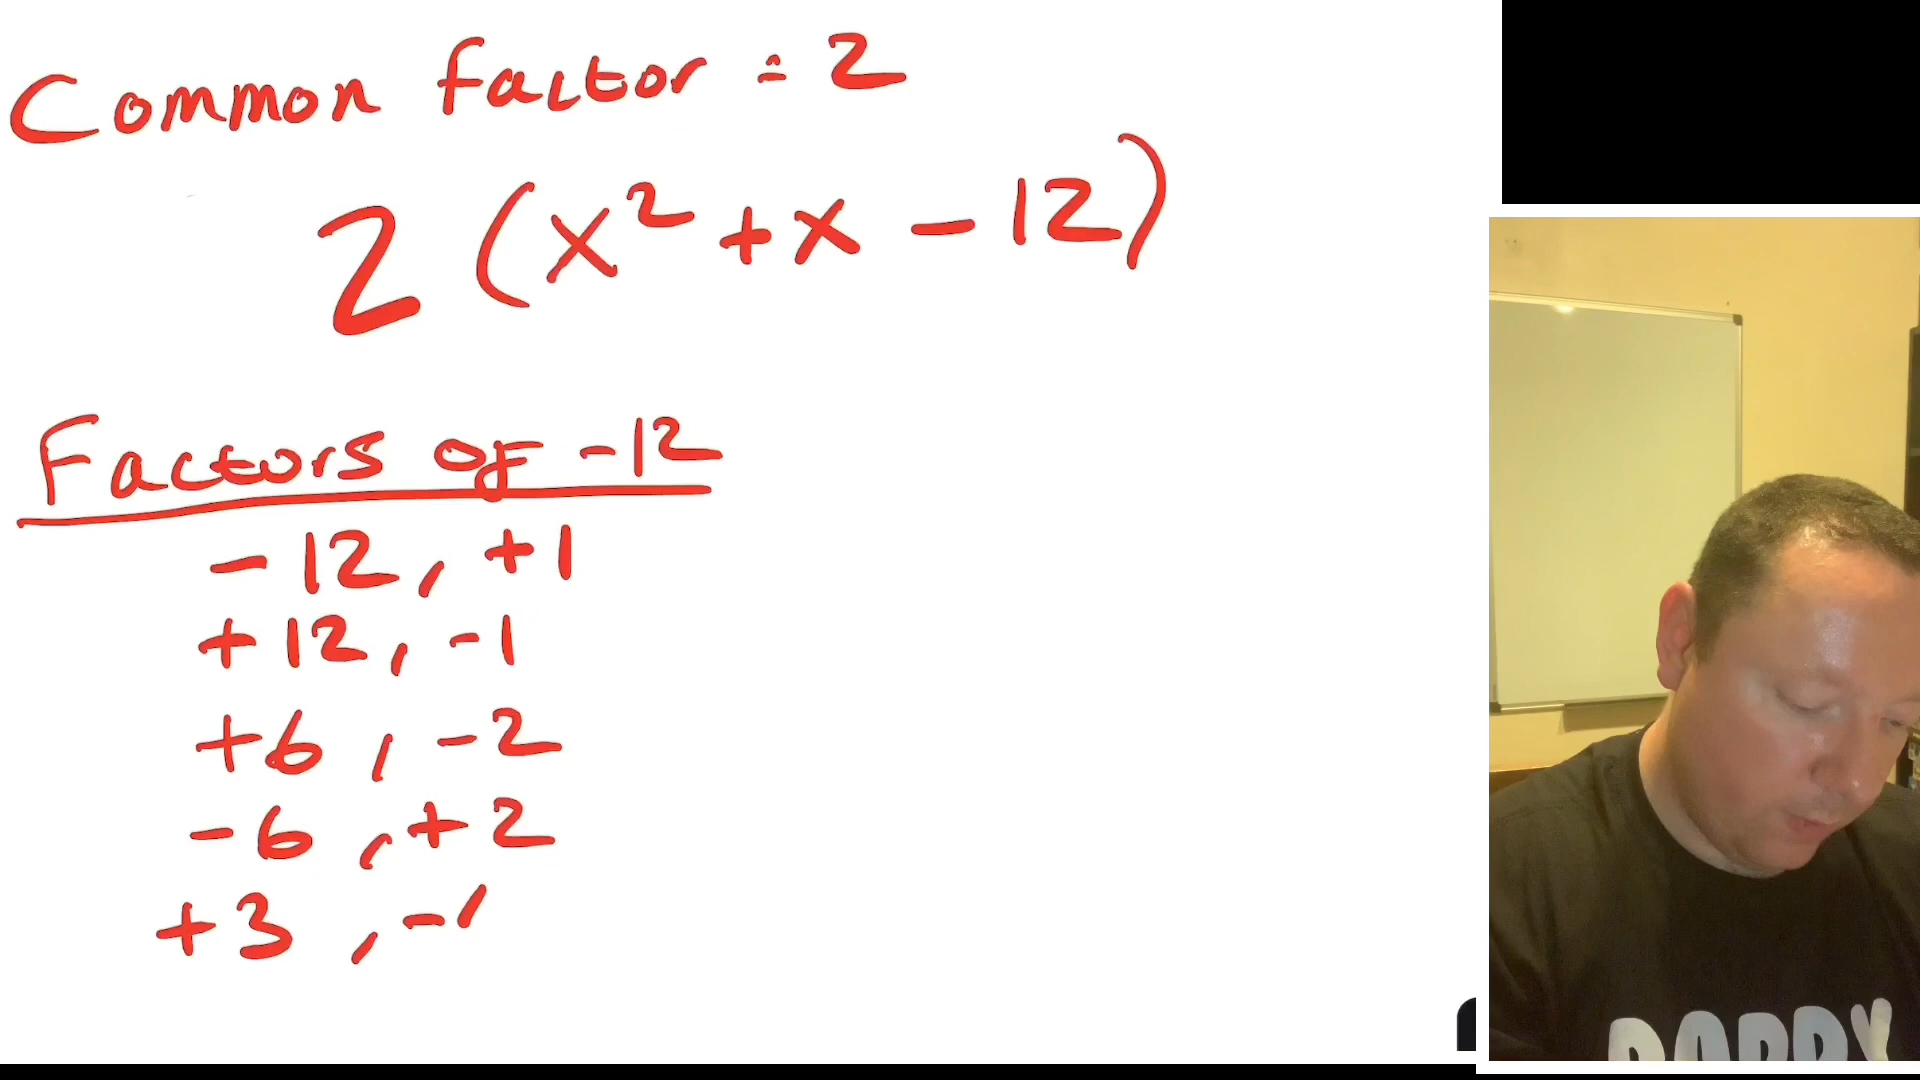 Common factor = 2
2 (x² + x - 12)
Factors of -12
-12, +1
+12, -1
+6, -2
-6, +2
+3, -